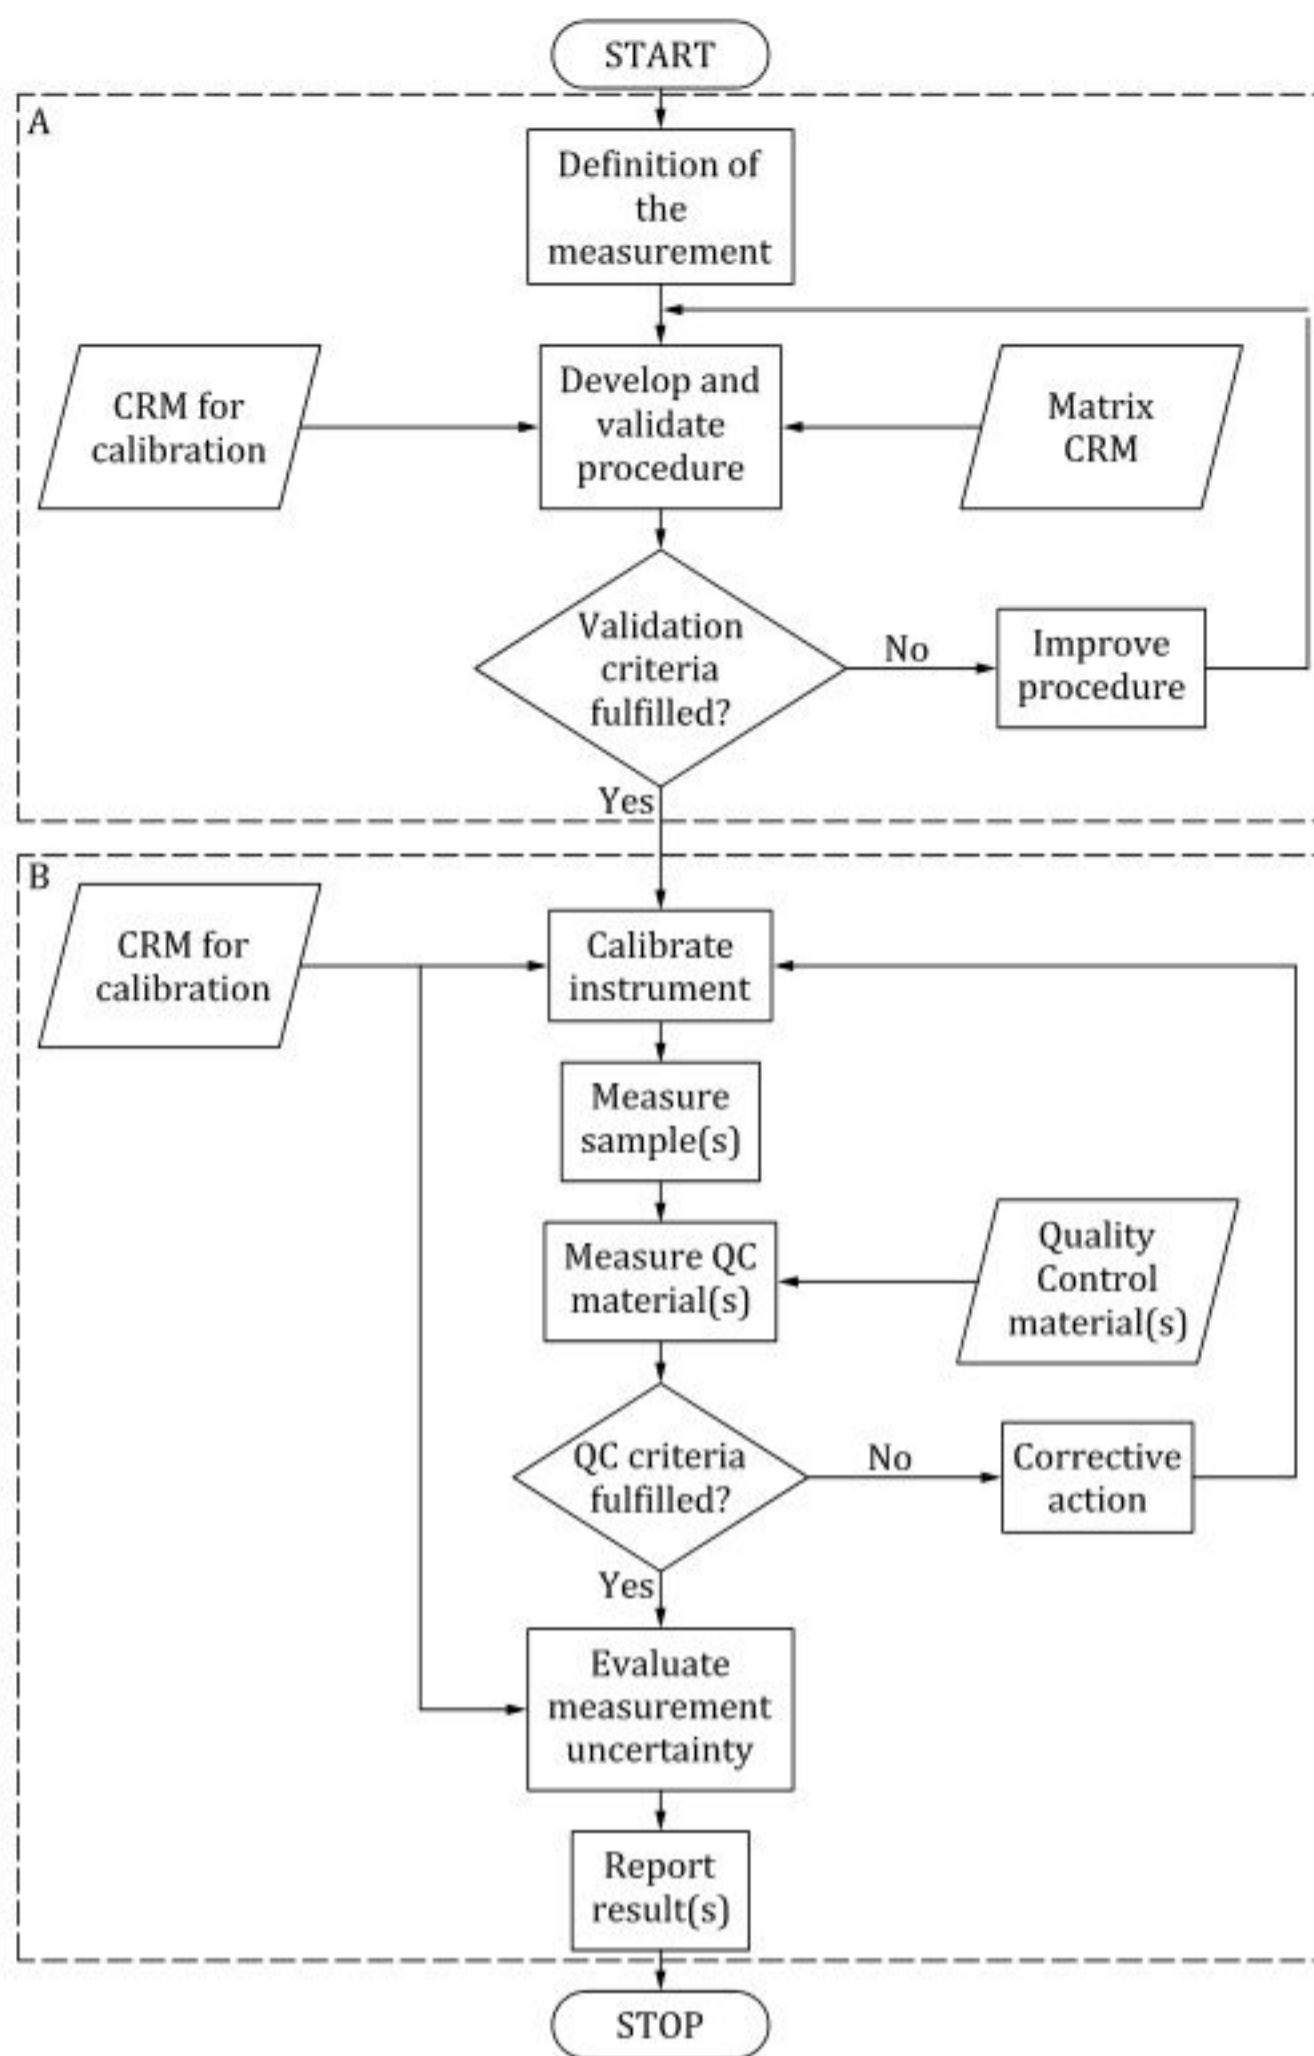 START
A
Definition of
the
measurement
CRM for
calibration
Develop and
validate
procedure
Matrix
CRM
Validation
criteria
fulfilled?
No
Improve
procedure
Yes
B
CRM for
calibration
Calibrate
instrument
Measure
sample(s)
Measure QC
material(s)
Quality
Control
material(s)
QC criteria
fulfilled?
No
Corrective
action
Yes
Evaluate
measurement
uncertainty
Report
result(s)
STOP